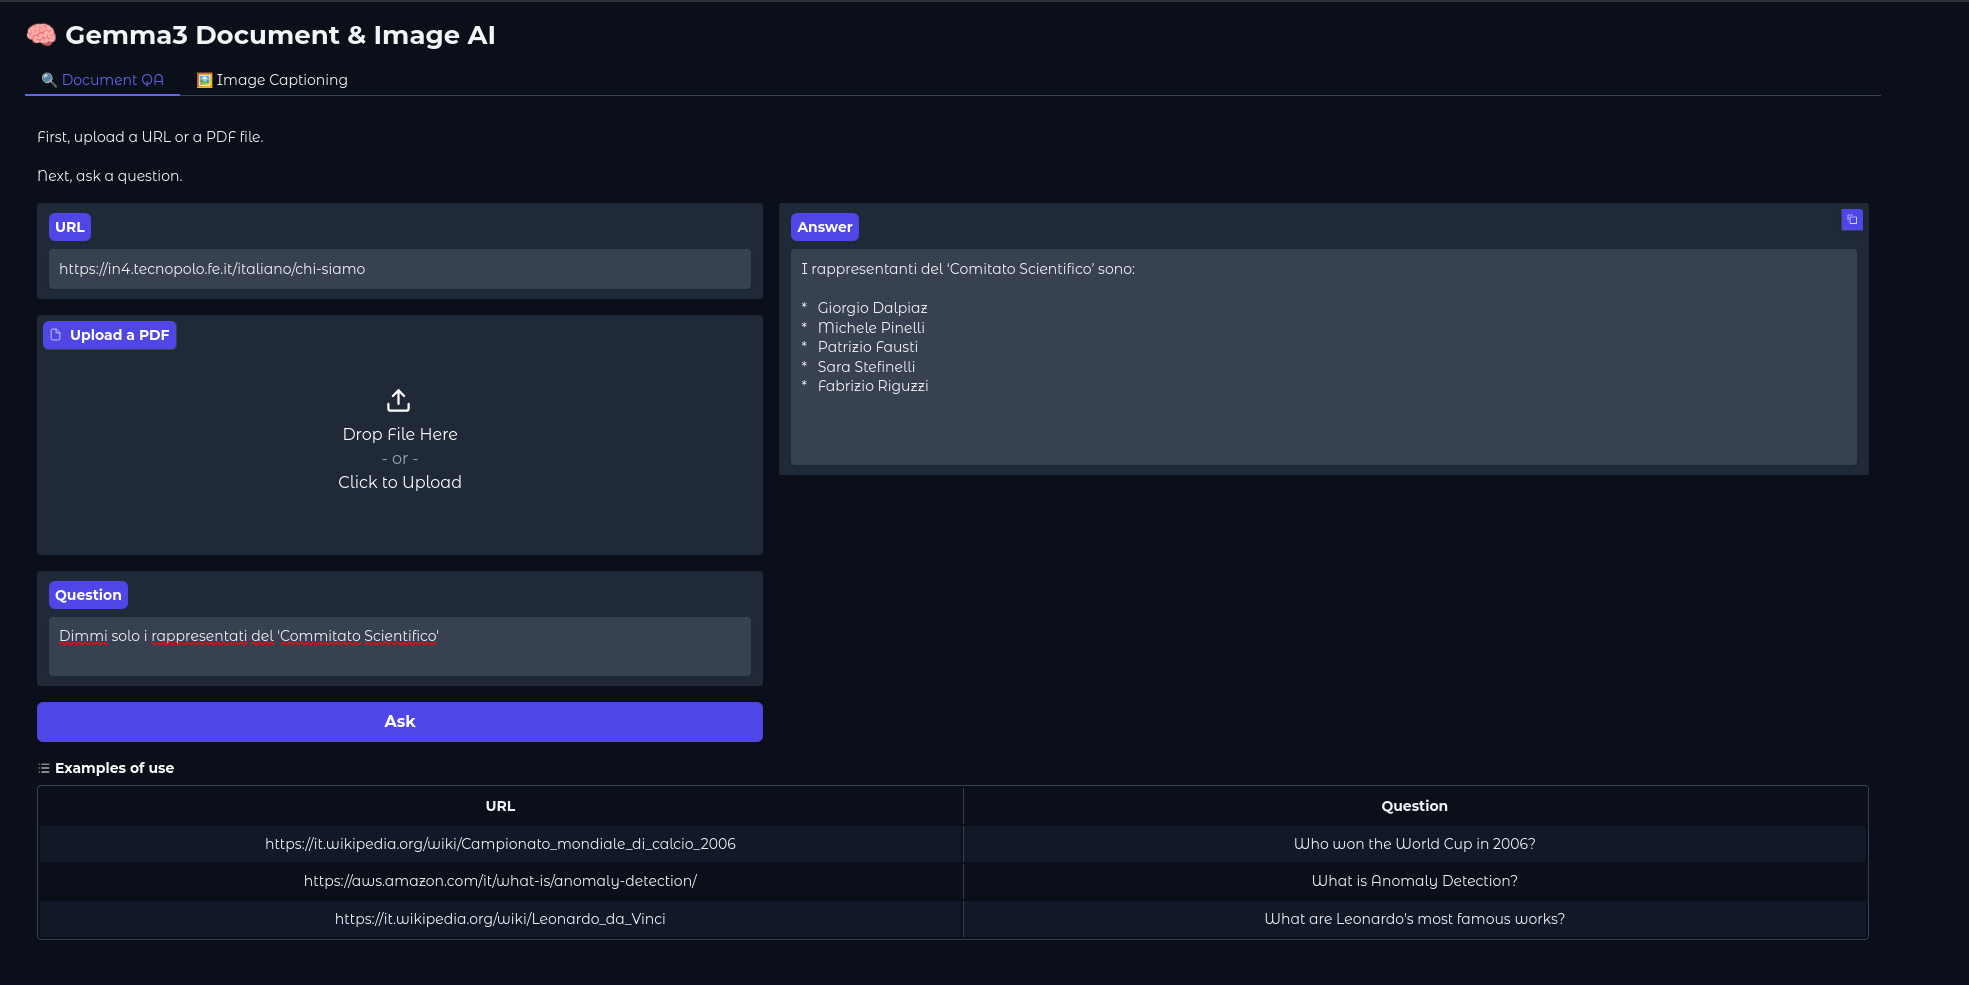 🧠 Gemma3 Document & Image AI
🔍 Document QA
🖼️ Image Captioning
First, upload a URL or a PDF file.
Next, ask a question.
URL
https://in4.tecnopolo.fe.it/italiano/chi-siamo
Upload a PDF
Drop File Here
- or -
Click to Upload
Question
Dimmi solo i rappresentati del 'Commitato Scientifico'
Ask
Answer
I rappresentanti del ‘Comitato Scientifico’ sono:
* Giorgio Dalpiaz
* Michele Pinelli
* Patrizio Fausti
* Sara Stefinelli
* Fabrizio Riguzzi
Examples of use
URL Question
https://it.wikipedia.org/wiki/Campionato_mondiale_di_calcio_2006 Who won the World Cup in 2006?
https://aws.amazon.com/it/what-is/anomaly-detection/ What is Anomaly Detection?
https://it.wikipedia.org/wiki/Leonardo_da_Vinci What are Leonardo's most famous works?